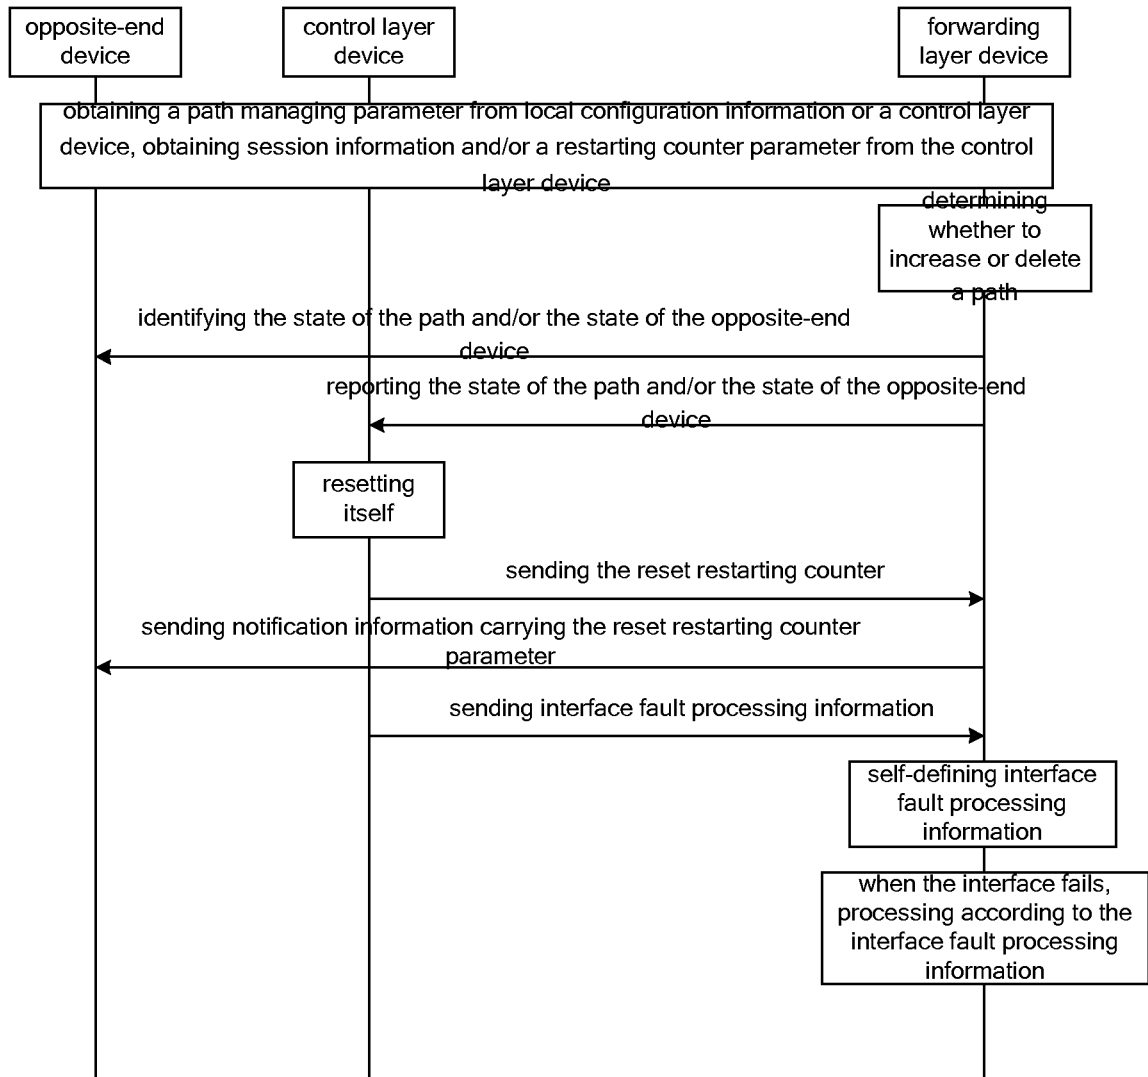 opposite-end
device
control layer
device
forwarding
layer device
obtaining a path managing parameter from local configuration information or a control layer
device, obtaining session information and/or a restarting counter parameter from the control
layer device
determining
whether to
increase or delete
a path
identifying the state of the path and/or the state of the opposite-end
device
reporting the state of the path and/or the state of the opposite-end
device
resetting
itself
sending the reset restarting counter
sending notification information carrying the reset restarting counter
parameter
sending interface fault processing information
self-defining interface
fault processing
information
when the interface fails,
processing according to the
interface fault processing
information